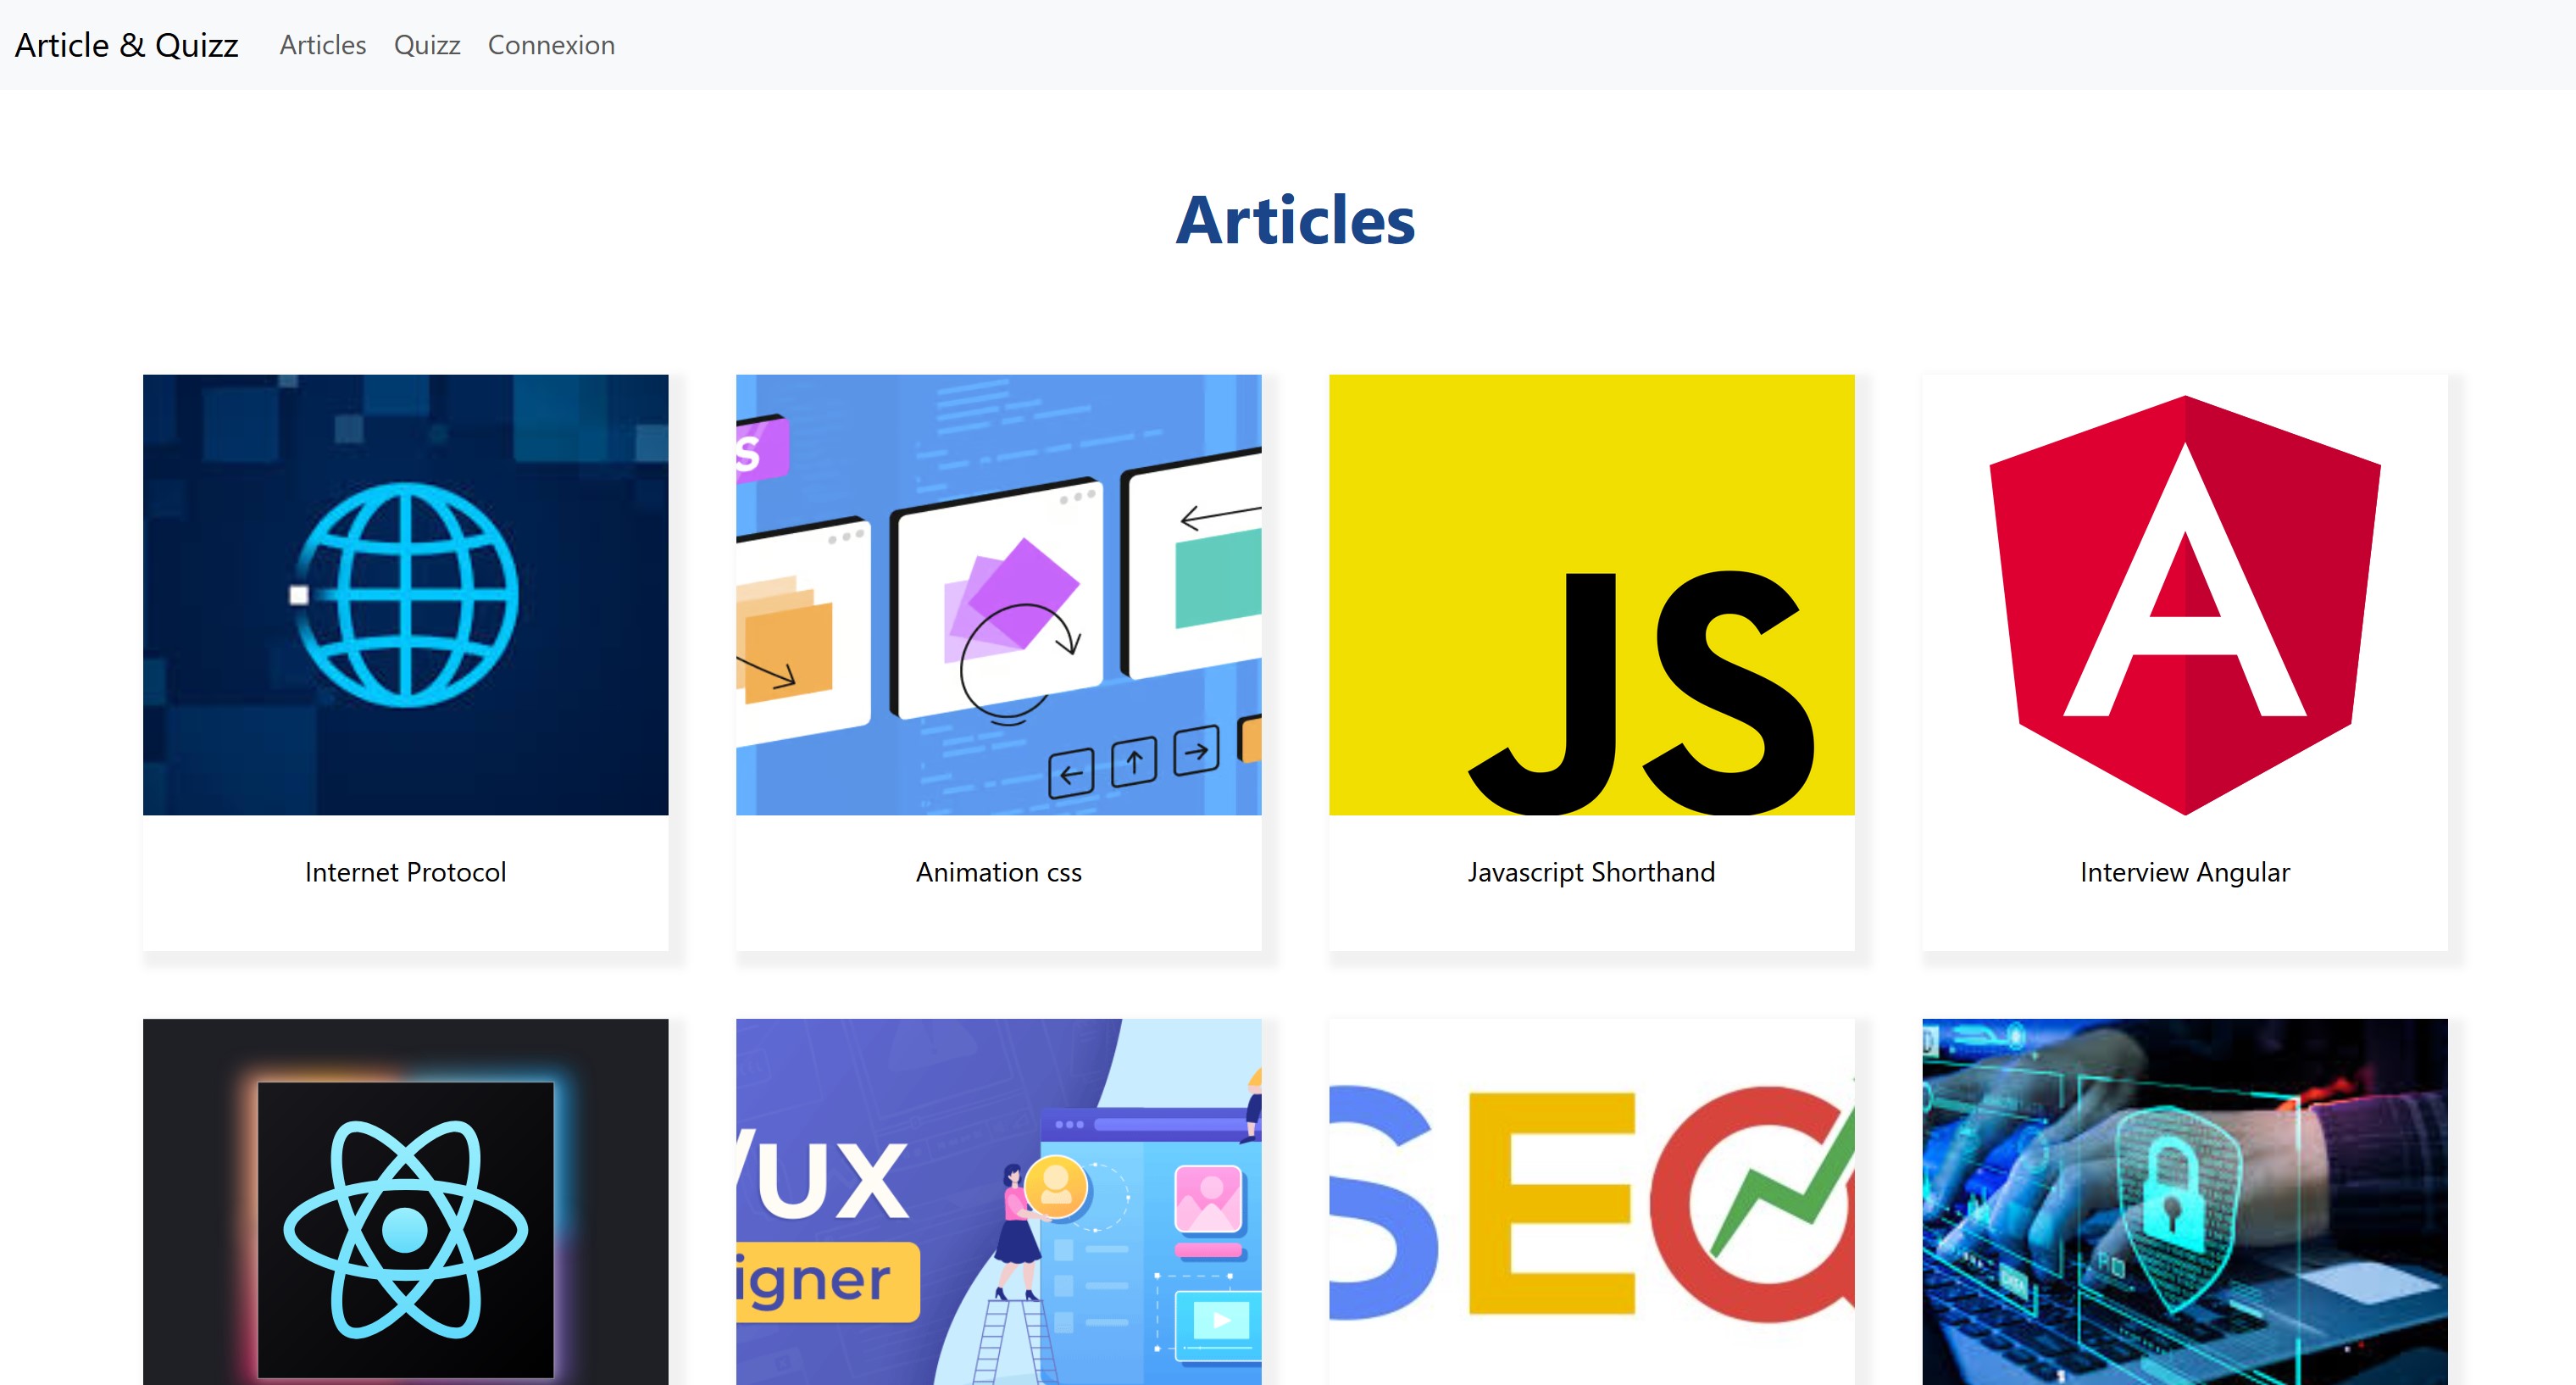 Article & Quizz Articles Quizz Connexion
Articles
S
JS
Internet Protocol
Animation css
Javascript Shorthand
Interview Angular
/UX
igner
SEO